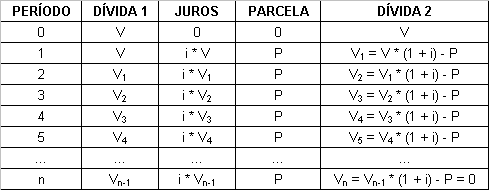 PERÍODO DÍVIDA 1 JUROS PARCELA DÍVIDA 2
0 V 0 0 V
1 V i * V P V₁ = V * (1 + i) - P
2 V₁ i * V₁ P V₂ = V₁ * (1 + i) - P
3 V₂ i * V₂ P V₃ = V₂ * (1 + i) - P
4 V₃ i * V₃ P V₄ = V₃ * (1 + i) - P
5 V₄ i * V₄ P V₅ = V₄ * (1 + i) - P
... ... ... ... ...
n Vₙ₋₁ i * Vₙ₋₁ P Vₙ = Vₙ₋₁ * (1 + i) - P = 0